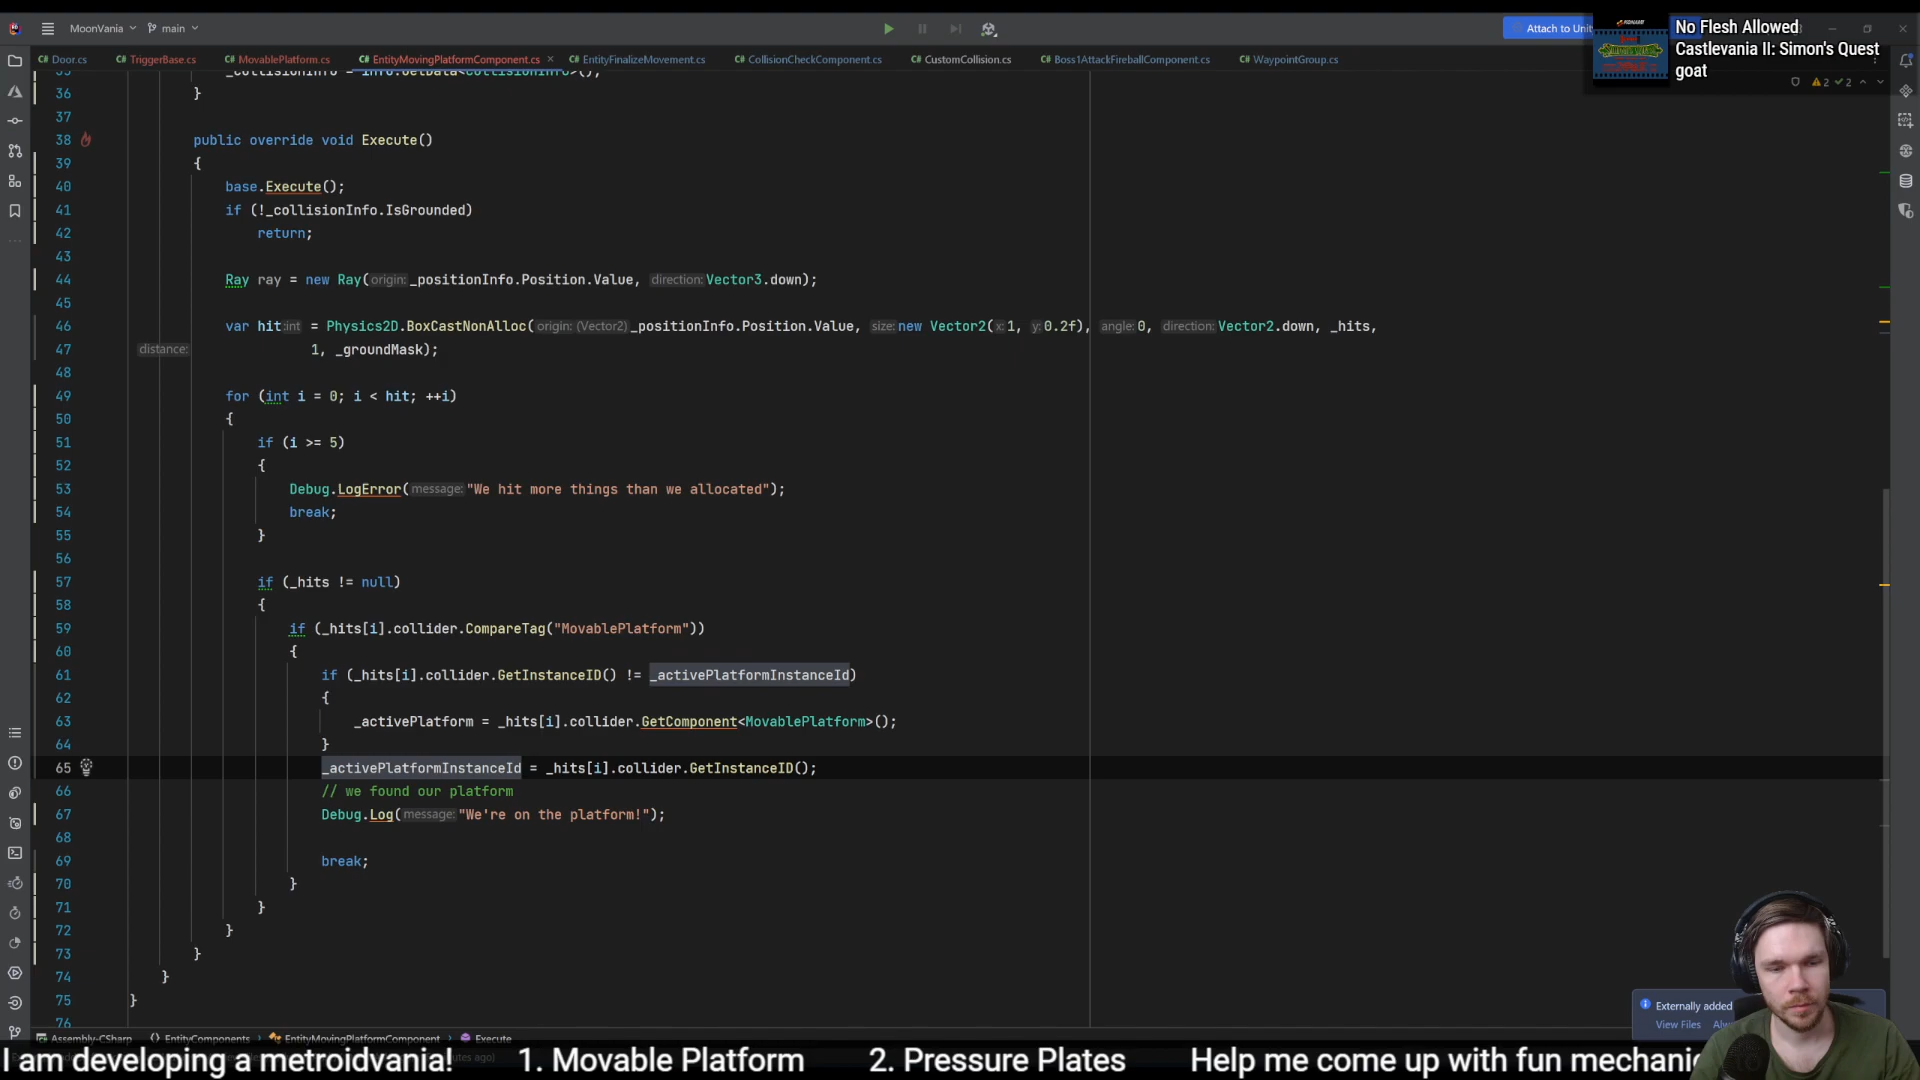 MoonVania
main
Attach to Unit
No Flesh Allowed
Castlevania II: Simon's Quest
goat
Door.cs
TriggerBase.cs
MovablePlatform.cs
EntityMovingPlatformComponent.cs
EntityFinalizeMovement.cs
CollisionCheckComponent.cs
CustomCollision.cs
Boss1AttackFireballComponent.cs
WaypointGroup.cs
2 2
35 _collisionInfo = info.GetData<CollisionInfo>();
36 }
37
38 public override void Execute()
39 {
40 base.Execute();
41 if (!_collisionInfo.IsGrounded)
42 return;
43
44 Ray ray = new Ray( origin: _positionInfo.Position.Value, direction: Vector3.down);
45
46 var hit :int = Physics2D.BoxCastNonAlloc( origin: (Vector2) _positionInfo.Position.Value, size: new Vector2( x: 1, y: 0.2f), angle: 0, direction: Vector2.down, _hits,
47 distance: 1, _groundMask);
48
49 for (int i = 0; i < hit; ++i)
50 {
51 if (i >= 5)
52 {
53 Debug.LogError( message: "We hit more things than we allocated");
54 break;
55 }
56
57 if (_hits != null)
58 {
59 if (_hits[i].collider.CompareTag("MovablePlatform"))
60 {
61 if (_hits[i].collider.GetInstanceID() != _activePlatformInstanceId)
62 {
63 _activePlatform = _hits[i].collider.GetComponent<MovablePlatform>();
64 }
65 _activePlatformInstanceId = _hits[i].collider.GetInstanceID();
66 // we found our platform
67 Debug.Log( message: "We're on the platform!");
68
69 break;
70 }
71 }
72 }
73 }
74 }
75 }
76
Externally added
View Files
Assembly-CSharp EntityComponents EntityMovingPlatformComponent Execute
I am developing a metroidvania! 1. Movable Platform 2. Pressure Plates Help me come up with fun mechanic